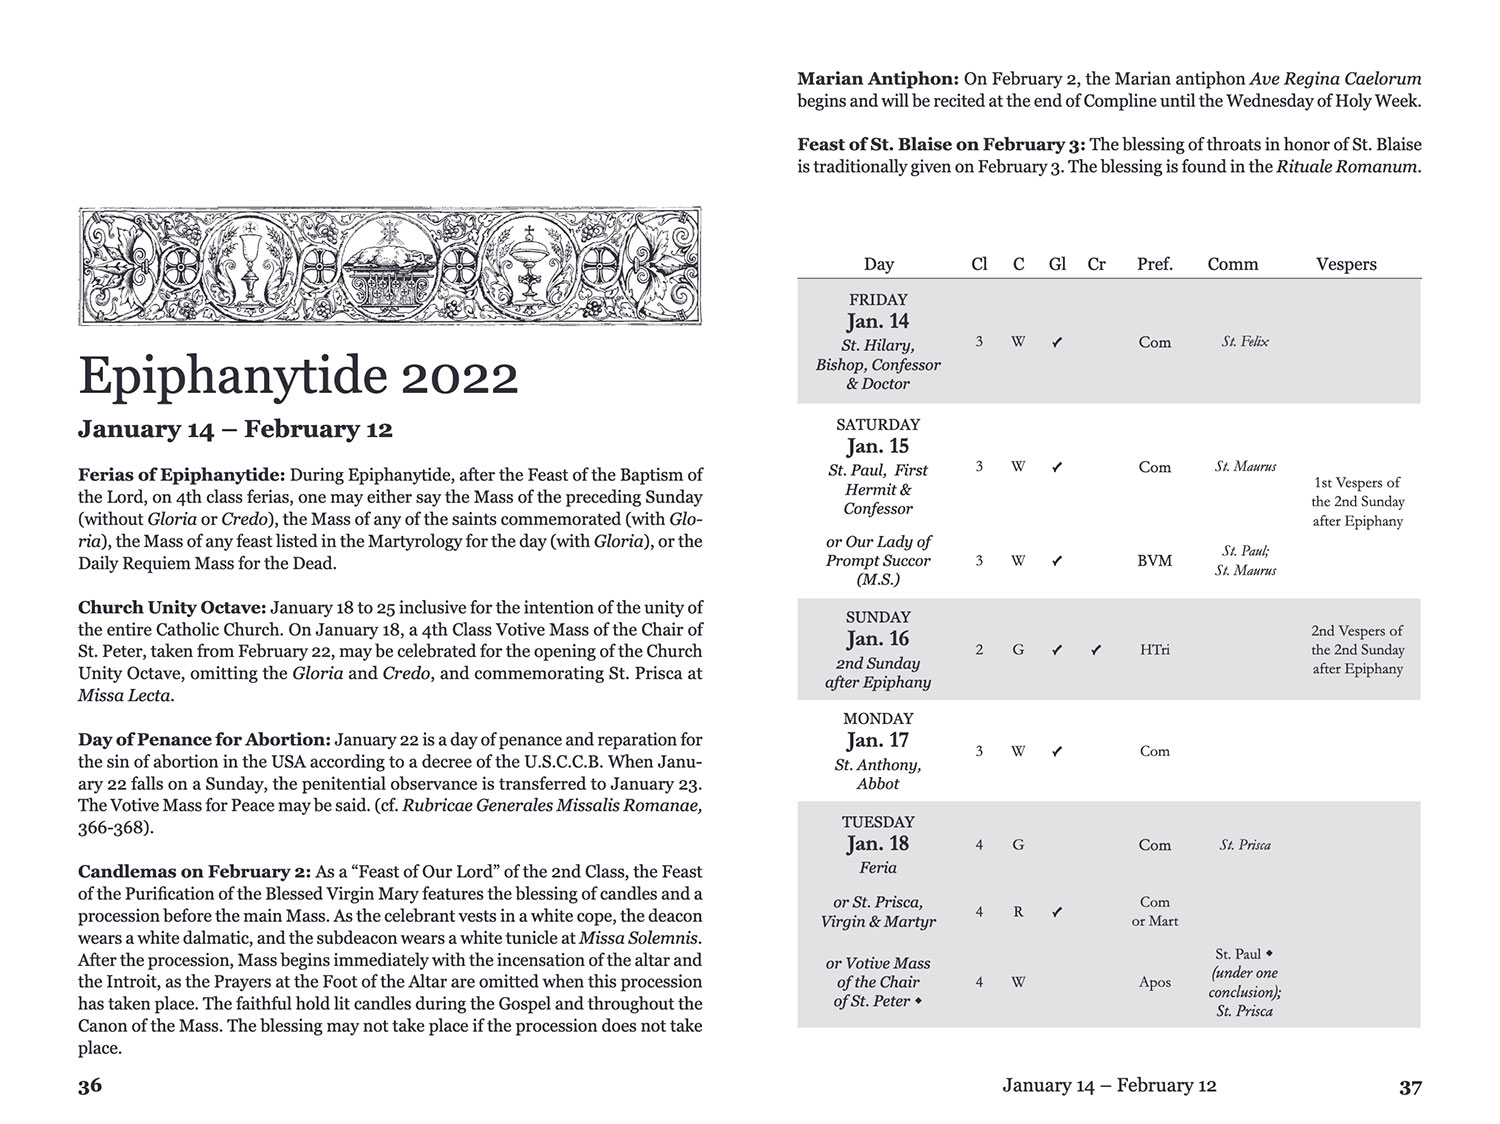 Epiphanytide 2022
January 14 – February 12
Ferias of Epiphanytide: During Epiphanytide, after the Feast of the Baptism of
the Lord, on 4th class ferias, one may either say the Mass of the preceding Sunday
(without Gloria or Credo), the Mass of any of the saints commemorated (with Glo-
ria), the Mass of any feast listed in the Martyrology for the day (with Gloria), or the
Daily Requiem Mass for the Dead.
Church Unity Octave: January 18 to 25 inclusive for the intention of the unity of
the entire Catholic Church. On January 18, a 4th Class Votive Mass of the Chair of
St. Peter, taken from February 22, may be celebrated for the opening of the Church
Unity Octave, omitting the Gloria and Credo, and commemorating St. Prisca at
Missa Lecta.
Day of Penance for Abortion: January 22 is a day of penance and reparation for
the sin of abortion in the USA according to a decree of the U.S.C.C.B. When Janu-
ary 22 falls on a Sunday, the penitential observance is transferred to January 23.
The Votive Mass for Peace may be said. (cf. Rubricae Generales Missalis Romanae,
366-368).
Candlemas on February 2: As a “Feast of Our Lord” of the 2nd Class, the Feast
of the Purification of the Blessed Virgin Mary features the blessing of candles and a
procession before the main Mass. As the celebrant vests in a white cope, the deacon
wears a white dalmatic, and the subdeacon wears a white tunicle at Missa Solemnis.
After the procession, Mass begins immediately with the incensation of the altar and
the Introit, as the Prayers at the Foot of the Altar are omitted when this procession
has taken place. The faithful hold lit candles during the Gospel and throughout the
Canon of the Mass. The blessing may not take place if the procession does not take
place.
36
Marian Antiphon: On February 2, the Marian antiphon Ave Regina Caelorum
begins and will be recited at the end of Compline until the Wednesday of Holy Week.
Feast of St. Blaise on February 3: The blessing of throats in honor of St. Blaise
is traditionally given on February 3. The blessing is found in the Rituale Romanum.
Day Cl C Gl Cr Pref. Comm Vespers
FRIDAY
Jan. 14
St. Hilary,
Bishop, Confessor
& Doctor
3 W ✓ Com St. Felix
SATURDAY
Jan. 15
St. Paul, First
Hermit &
Confessor
3 W ✓ Com St. Maurus
1st Vespers of
the 2nd Sunday
after Epiphany
or Our Lady of
Prompt Succor
(M.S.)
3 W ✓ BVM St. Paul;
St. Maurus
SUNDAY
Jan. 16
2nd Sunday
after Epiphany
2 G ✓ ✓ HTri
2nd Vespers of
the 2nd Sunday
after Epiphany
MONDAY
Jan. 17
St. Anthony,
Abbot
3 W ✓ Com
TUESDAY
Jan. 18
Feria
4 G Com St. Prisca
or St. Prisca,
Virgin & Martyr
4 R ✓ Com
or Mart
or Votive Mass
of the Chair
of St. Peter ◆
4 W Apos
St. Paul ◆
(under one
conclusion);
St. Prisca
January 14 – February 12
37